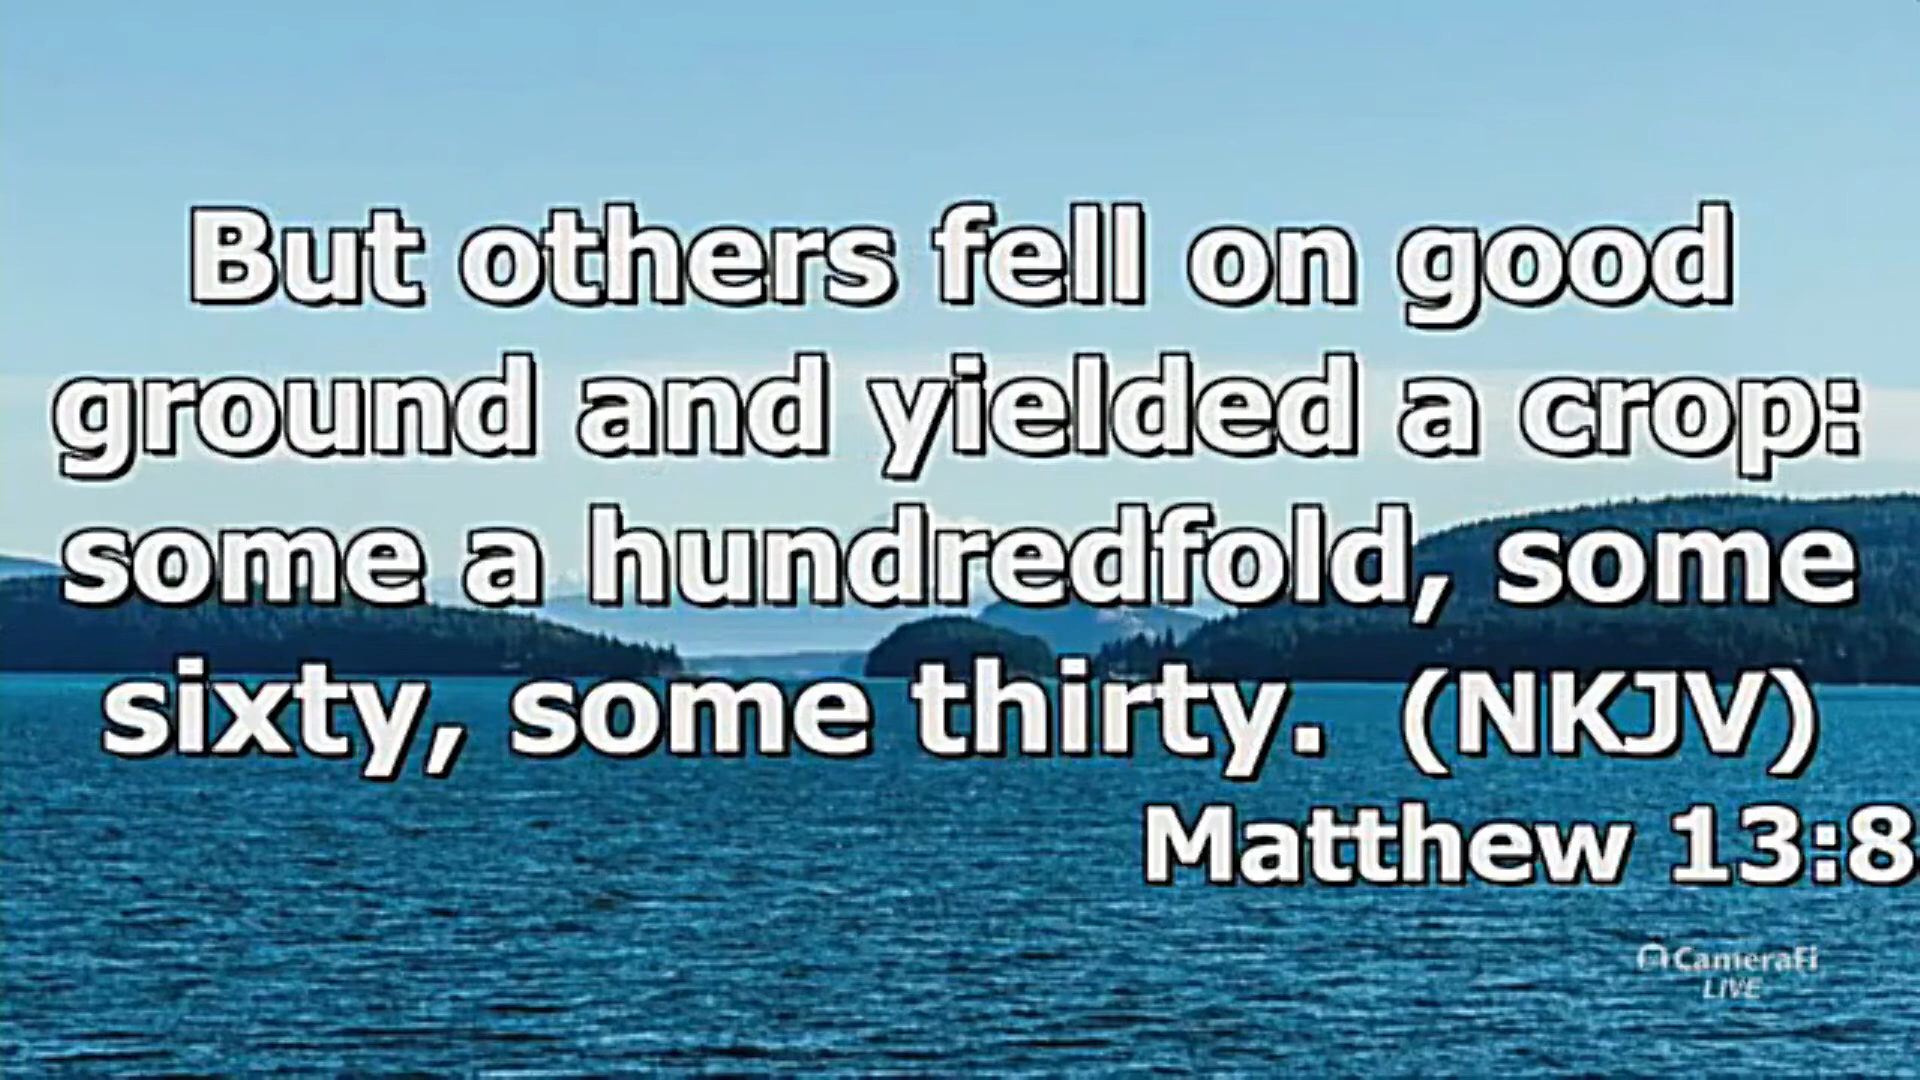 But others fell on good
ground and yielded a crop:
some a hundredfold, some
sixty, some thirty.  (NKJV)
Matthew 13:8
CameraFi
LIVE